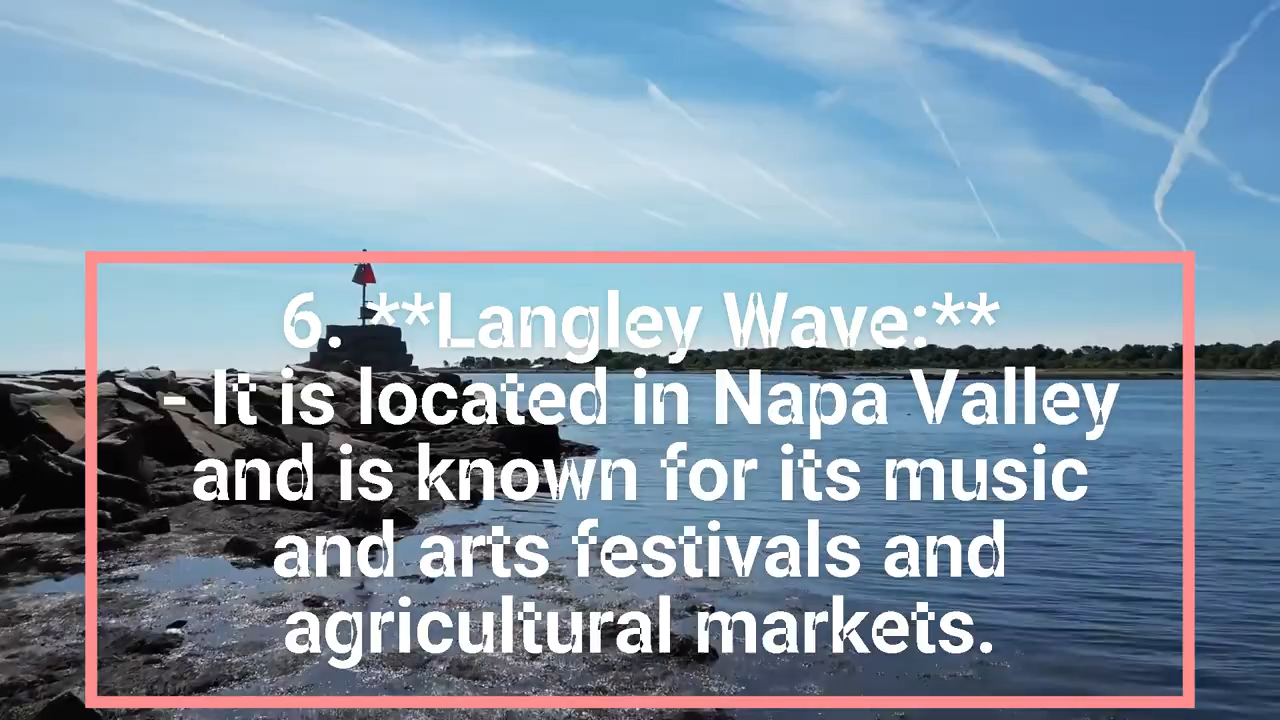 6. **Langley Wave:**
- It is located in Napa Valley
and is known for its music
and arts festivals and
agricultural markets.